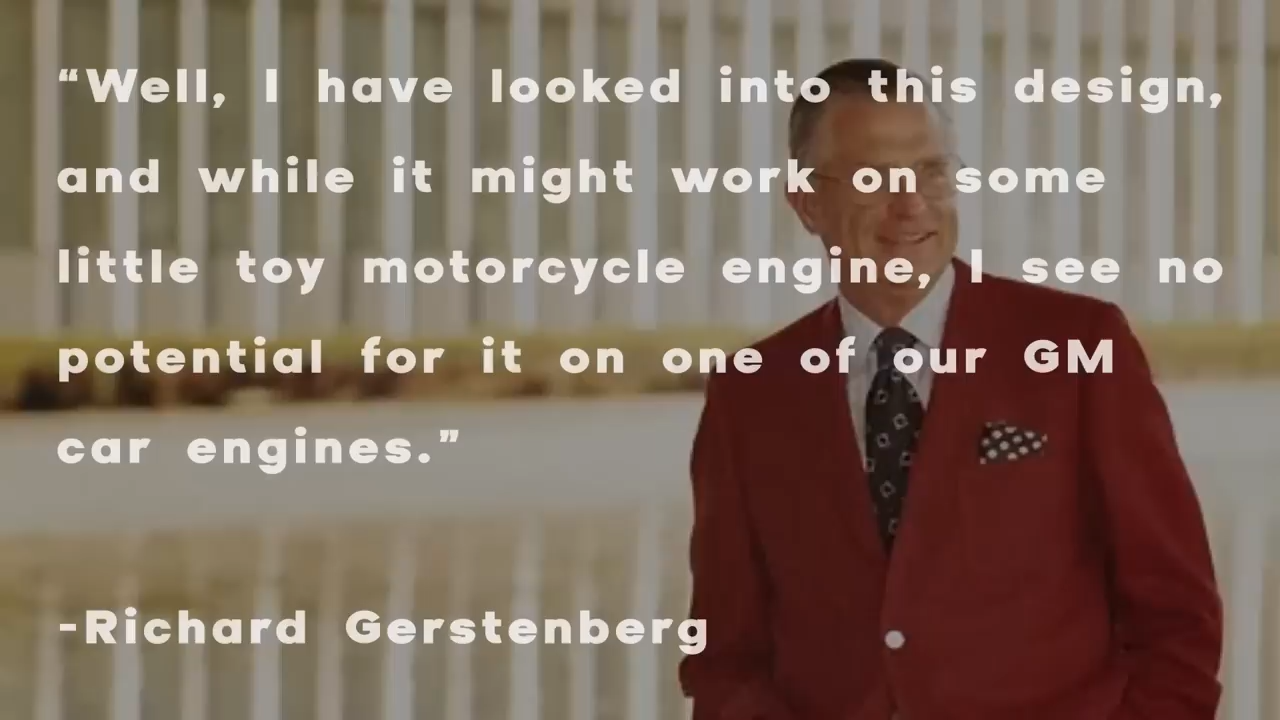 “Well, I have looked into this design,
and while it might work on some
little toy motorcycle engine, I see no
potential for it on one of our GM
car engines.”
-Richard Gerstenberg